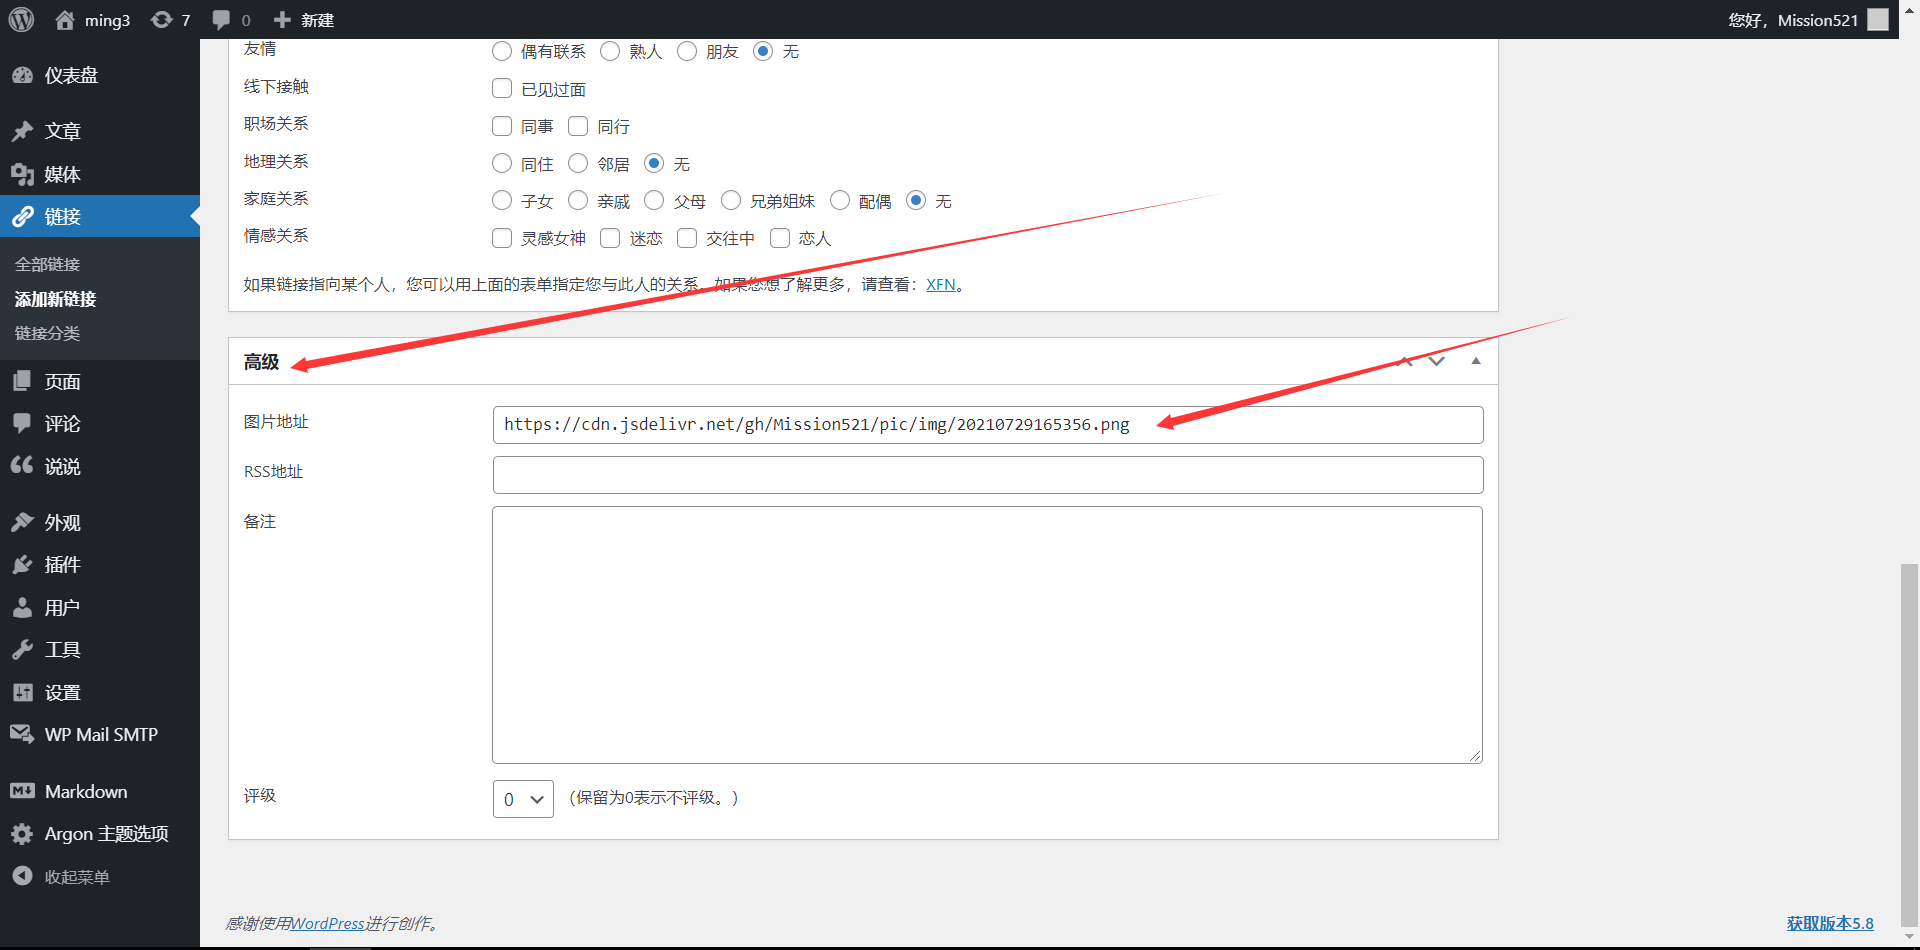 ming3 7 0 新建 您好，Mission521
仪表盘
文章
媒体
链接
全部链接
添加新链接
链接分类
页面
评论
说说
外观
插件
用户
工具
设置
WP Mail SMTP
Markdown
Argon 主题选项
收起菜单
友情 偶有联系 熟人 朋友 无
线下接触 已见过面
职场关系 同事 同行
地理关系 同住 邻居 无
家庭关系 子女 亲戚 父母 兄弟姐妹 配偶 无
情感关系 灵感女神 迷恋 交往中 恋人
如果链接指向某个人，您可以用上面的表单指定您与此人的关系。如果您想了解更多，请查看：XFN。
高级
图片地址 https://cdn.jsdelivr.net/gh/Mission521/pic/img/20210729165356.png
RSS地址
备注
评级 0 （保留为0表示不评级。）
感谢使用WordPress进行创作。 获取版本5.8